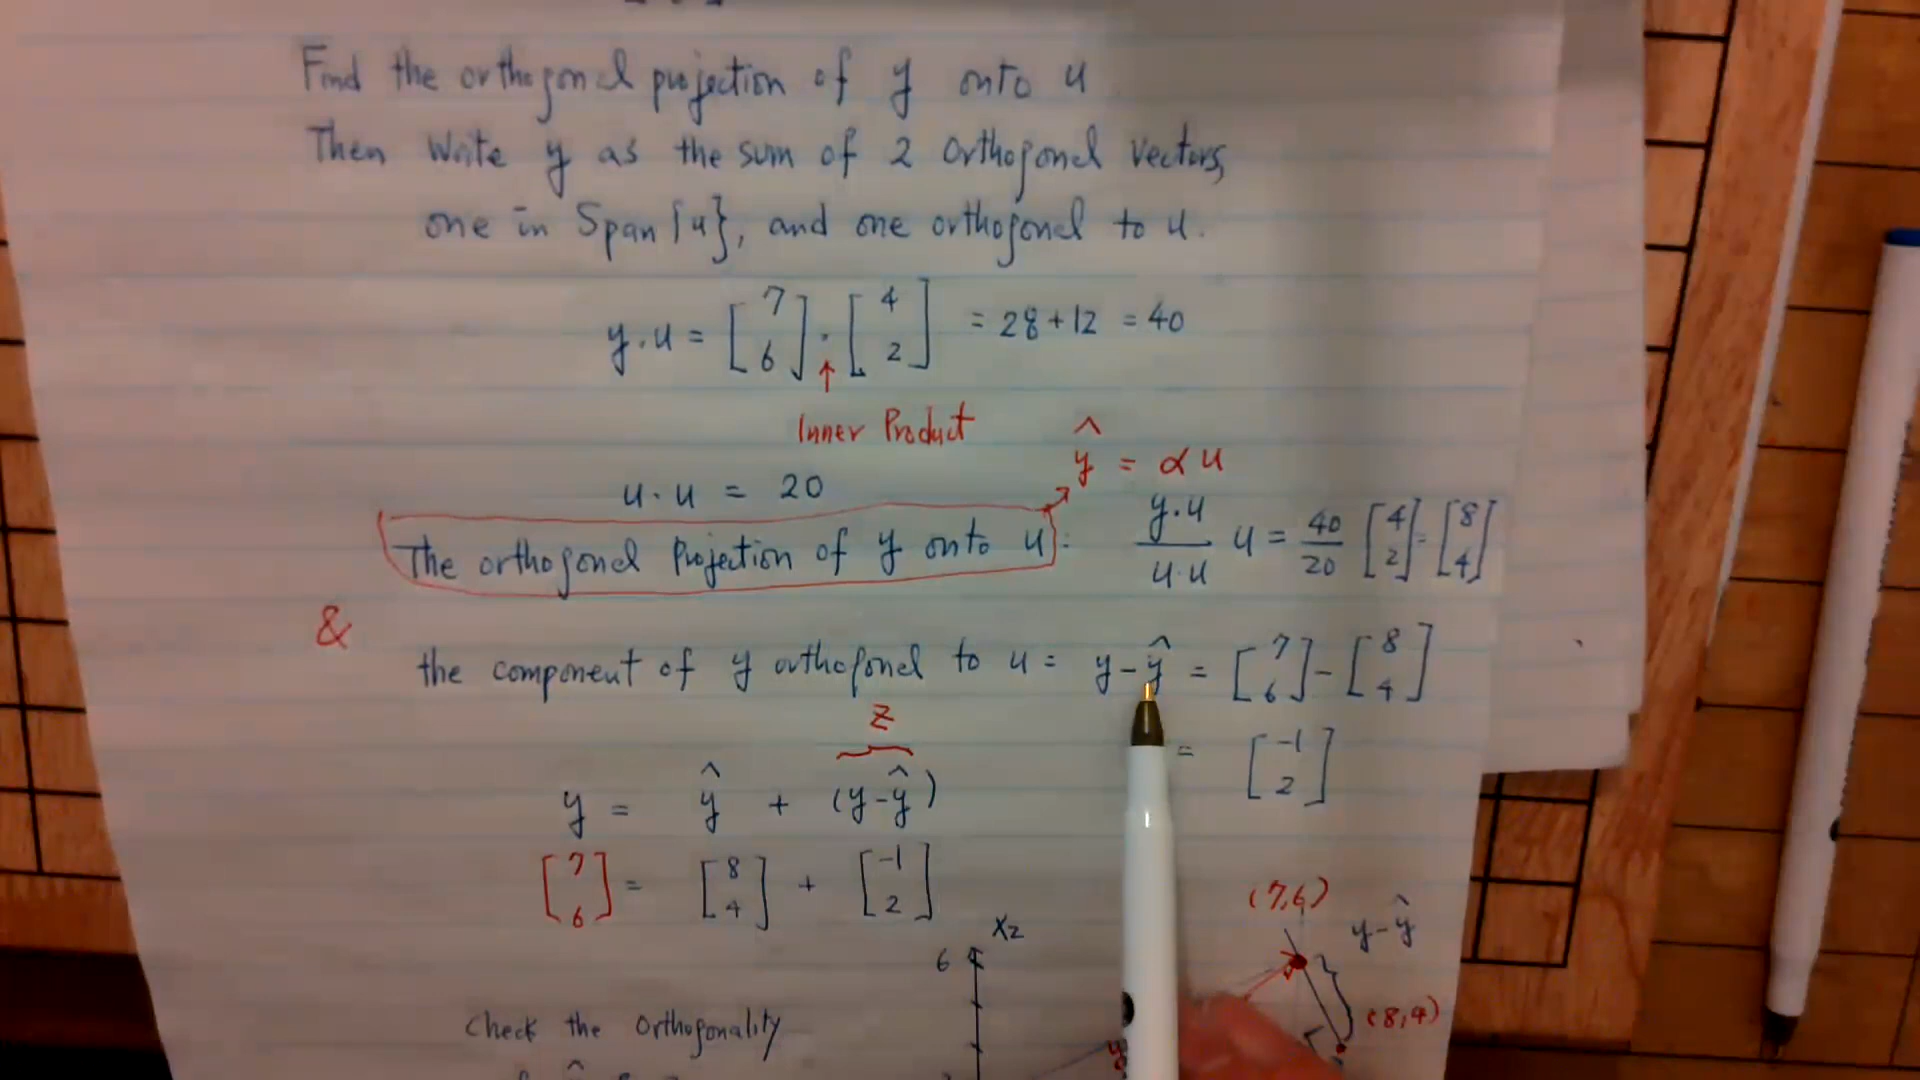 Find the orthogonal projection of y onto u
Then Write y as the sum of 2 Orthogonal Vectors,
one in Span {u}, and one orthogonal to u.
y.u = [7 6] · [4 2] = 28+12 = 40
↑
Inner Product
ŷ = α u
u.u = 20
The orthogonal Projection of y onto u: y.u / u.u u = 40/20 [4 2] = [8 4]
&
the component of y orthogonal to u = y-ŷ = [7 6] - [8 4]
z
= [-1 2]
y = ŷ + (y-ŷ)
[7 6] = [8 4] + [-1 2]
(7,6)
y-ŷ
x2
6
(8,4)
Check the Orthogonality
y